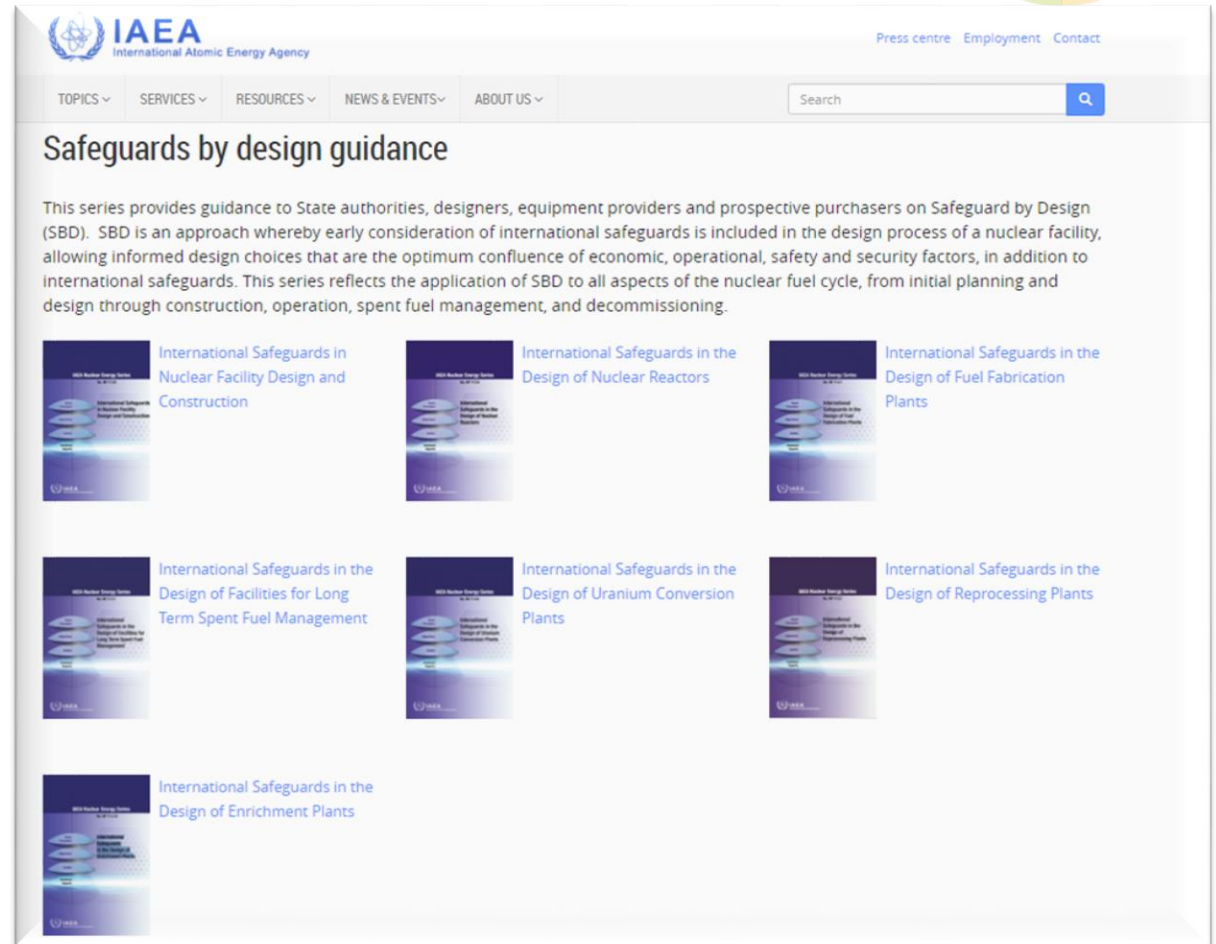 IAEA
International Atomic Energy Agency
Press centre Employment Contact
TOPICS SERVICES RESOURCES NEWS & EVENTS ABOUT US
Search
Safeguards by design guidance
This series provides guidance to State authorities, designers, equipment providers and prospective purchasers on Safeguard by Design
(SBD). SBD is an approach whereby early consideration of international safeguards is included in the design process of a nuclear facility,
allowing informed design choices that are the optimum confluence of economic, operational, safety and security factors, in addition to
international safeguards. This series reflects the application of SBD to all aspects of the nuclear fuel cycle, from initial planning and
design through construction, operation, spent fuel management, and decommissioning.
International Safeguards in
Nuclear Facility Design and
Construction
International Safeguards in the
Design of Nuclear Reactors
International Safeguards in the
Design of Fuel Fabrication
Plants
International Safeguards in the
Design of Facilities for Long
Term Spent Fuel Management
International Safeguards in the
Design of Uranium Conversion
Plants
International Safeguards in the
Design of Reprocessing Plants
International Safeguards in the
Design of Enrichment Plants